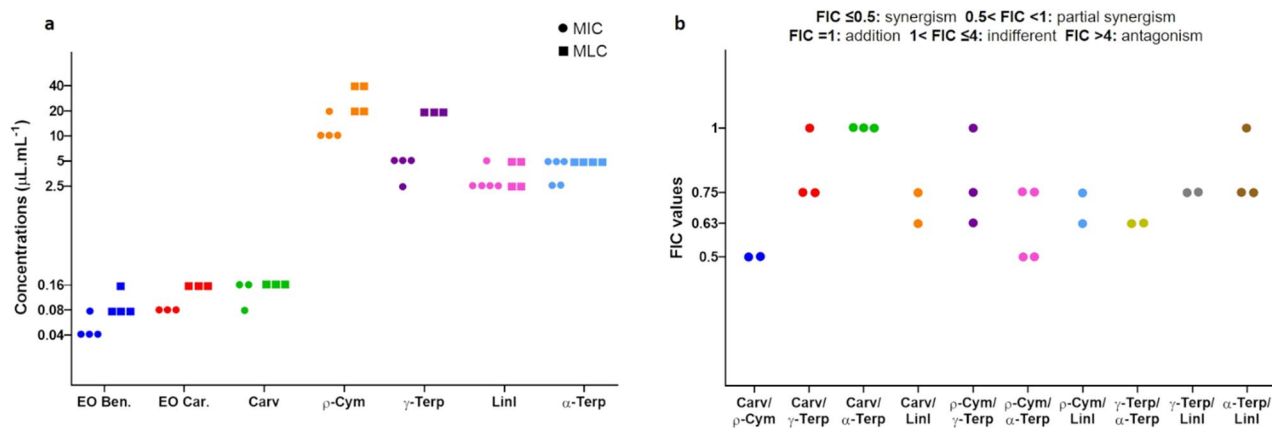 a
MIC
MLC
Concentrations (µL.mL⁻¹)
40
20
10
5
2.5
0.16
0.08
0.04
EO Ben.
EO Car.
Carv
ρ-Cym
γ-Terp
Linl
α-Terp
b
FIC ≤0.5: synergism 0.5< FIC <1: partial synergism
FIC =1: addition 1< FIC ≤4: indifferent FIC >4: antagonism
FIC values
1
0.75
0.63
0.5
Carv/
ρ-Cym
Carv/
γ-Terp
Carv/
α-Terp
Carv/
Linl
ρ-Cym/
γ-Terp
ρ-Cym/
α-Terp
ρ-Cym/
Linl
γ-Terp/
α-Terp
γ-Terp/
Linl
α-Terp/
Linl